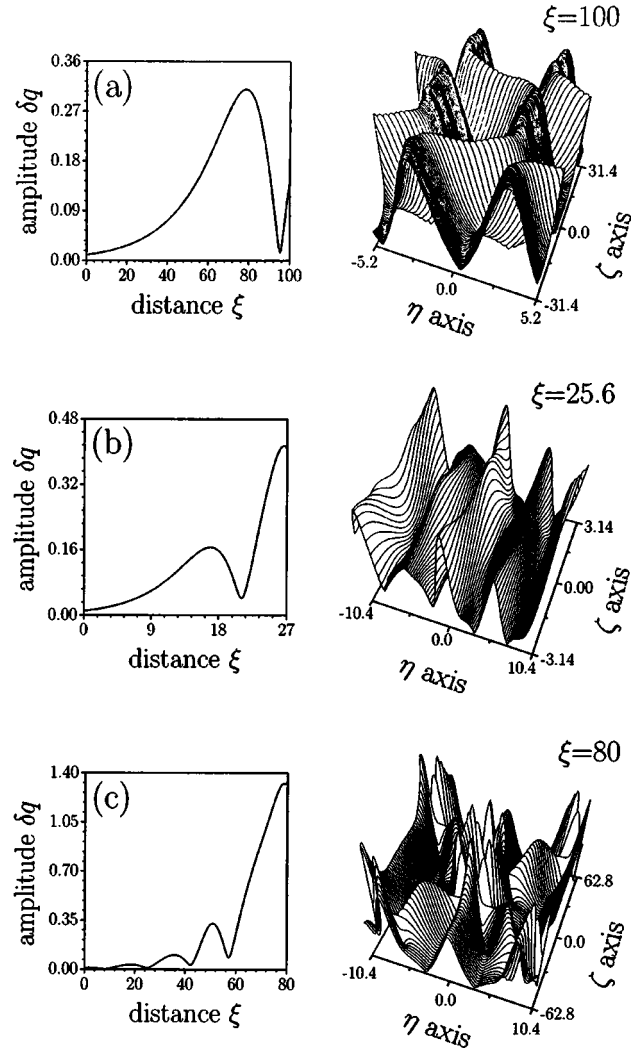 ξ=100
(a)
amplitude δq
0.36
0.27
0.18
0.09
0.00
0 20 40 60 80 100
distance ξ
-5.2 0.0 5.2
η axis
31.4
0.0
-31.4
ζ axis
ξ=25.6
(b)
amplitude δq
0.48
0.32
0.16
0.00
0 9 18 27
distance ξ
-10.4 0.0 10.4
η axis
3.14
0.00
-3.14
ζ axis
ξ=80
(c)
amplitude δq
1.40
1.05
0.70
0.35
0.00
0 20 40 60 80
distance ξ
-10.4 0.0 10.4
η axis
62.8
0.0
-62.8
ζ axis